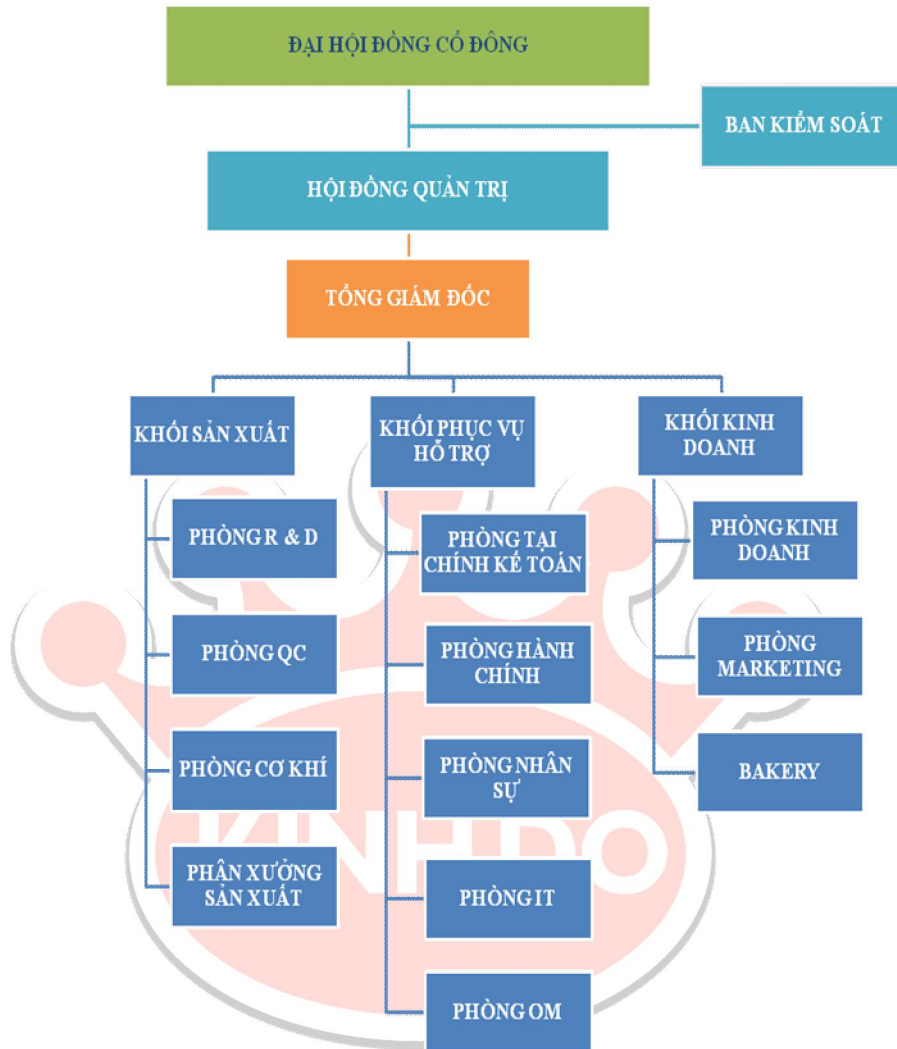 ĐẠI HỘI ĐỒNG CỔ ĐÔNG
BAN KIỂM SOÁT
HỘI ĐỒNG QUẢN TRỊ
TỔNG GIÁM ĐỐC
KHỐI SẢN XUẤT
PHÒNG R & D
PHÒNG QC
PHÒNG CƠ KHÍ
PHÂN XƯỞNG
SẢN XUẤT
KHỐI PHỤC VỤ
HỖ TRỢ
PHÒNG TẠI
CHÍNH KẾ TOÁN
PHÒNG HÀNH
CHÍNH
PHÒNG NHÂN
SỰ
PHÒNG IT
PHÒNG OM
KHỐI KINH
DOANH
PHÒNG KINH
DOANH
PHÒNG
MARKETING
BAKERY
KINH DO